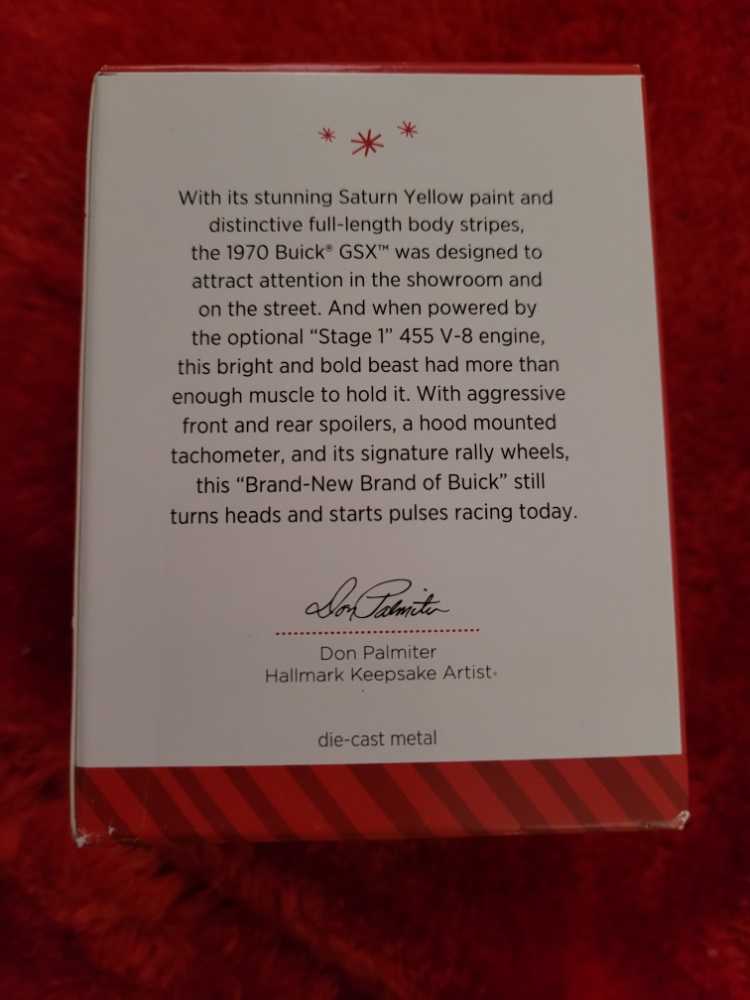 With its stunning Saturn Yellow paint and
distinctive full-length body stripes,
the 1970 Buick® GSX™ was designed to
attract attention in the showroom and
on the street. And when powered by
the optional “Stage 1” 455 V-8 engine,
this bright and bold beast had more than
enough muscle to hold it. With aggressive
front and rear spoilers, a hood mounted
tachometer, and its signature rally wheels,
this “Brand-New Brand of Buick” still
turns heads and starts pulses racing today.
Don Palmiter
Don Palmiter
Hallmark Keepsake Artist®
die-cast metal